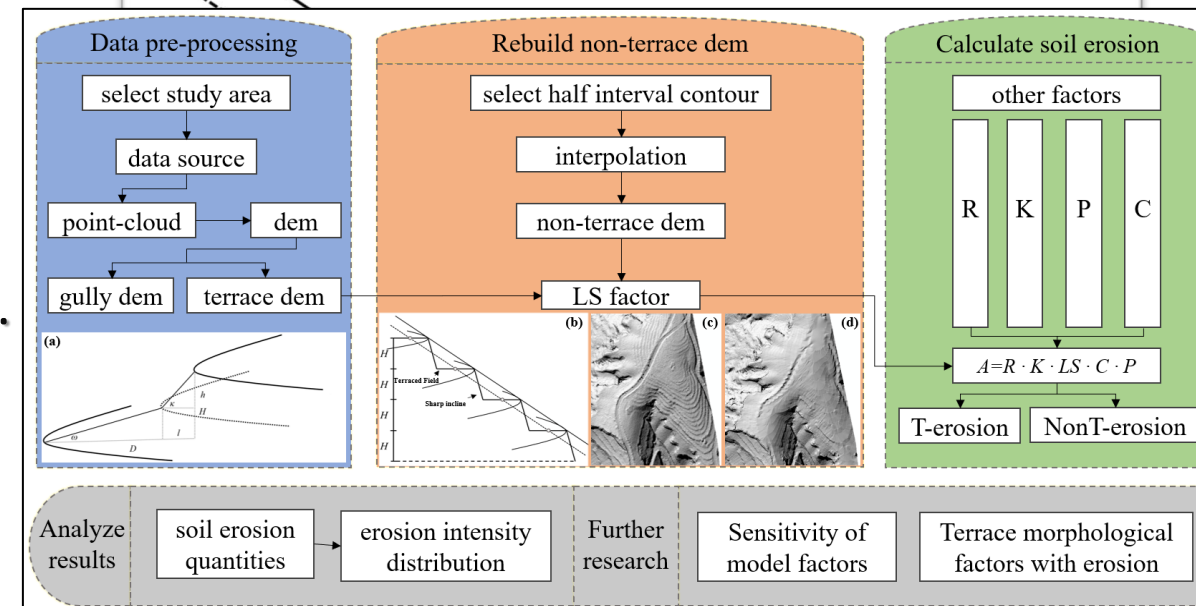 Data pre-processing
select study area
data source
point-cloud
dem
gully dem
terrace dem
(a)
h
κ
H
ω
l
D
Rebuild non-terrace dem
select half interval contour
interpolation
non-terrace dem
LS factor
(b)
H
Terraced Field
H
Sharp incline
H
H
(c)
(d)
Calculate soil erosion
other factors
R
K
P
C
A=R · K · LS · C · P
T-erosion
NonT-erosion
Analyze
results
soil erosion
quantities
erosion intensity
distribution
Further
research
Sensitivity of
model factors
Terrace morphological
factors with erosion